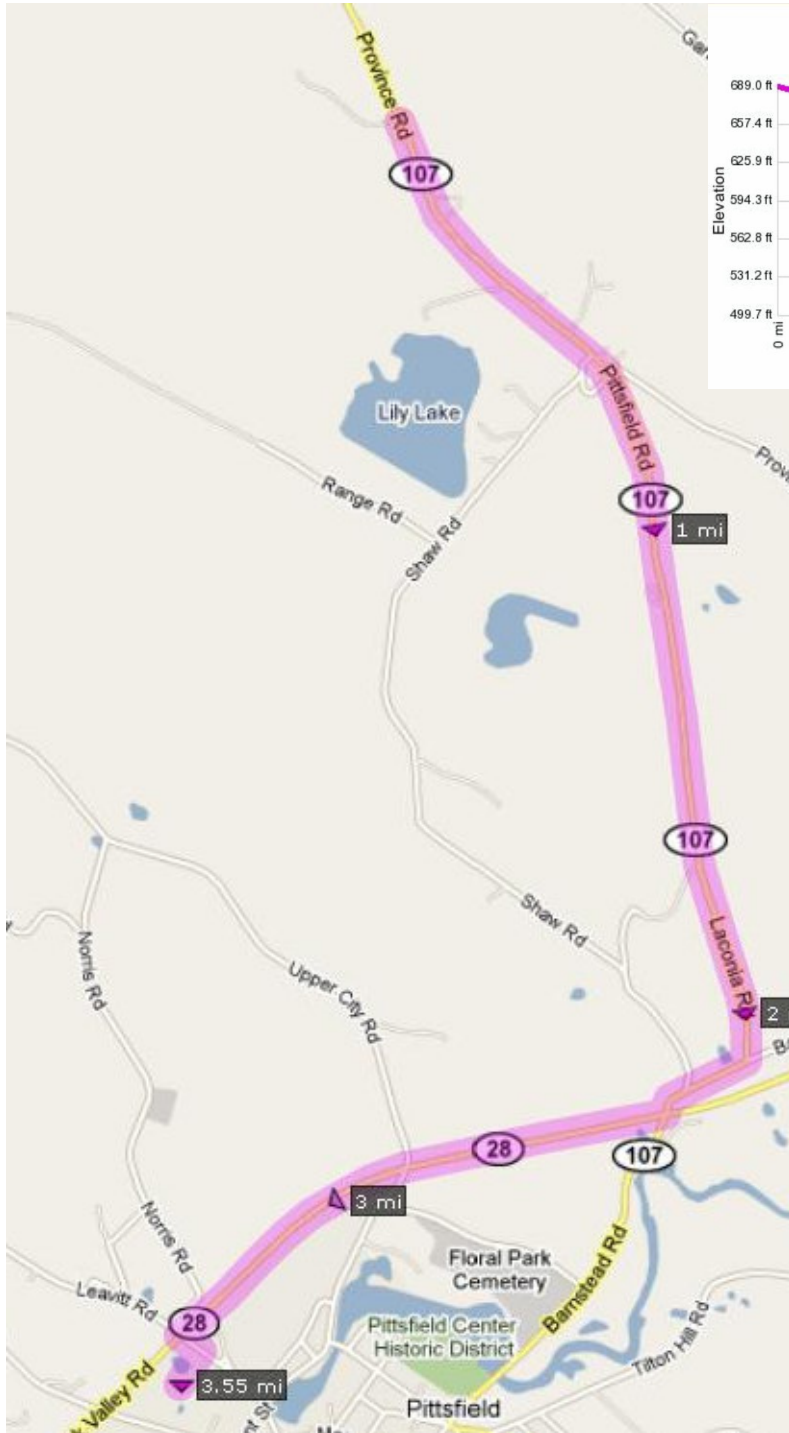 Province Rd
107
689.0 ft
657.4 ft
625.9 ft
594.3 ft
562.8 ft
531.2 ft
499.7 ft
Elevation
0 mi
Lily Lake
Pittsfield Rd
107
1 mi
Range Rd
Shaw Rd
107
Shaw Rd
Laconia Rd
2
Norris Rd
Upper City Rd
28
107
3 mi
Norris Rd
Floral Park
Cemetery
Barnstead Rd
Leavitt Rd
28
Pittsfield Center
Historic District
Tilton Hill Rd
3.55 mi
Valley Rd
Pittsfield